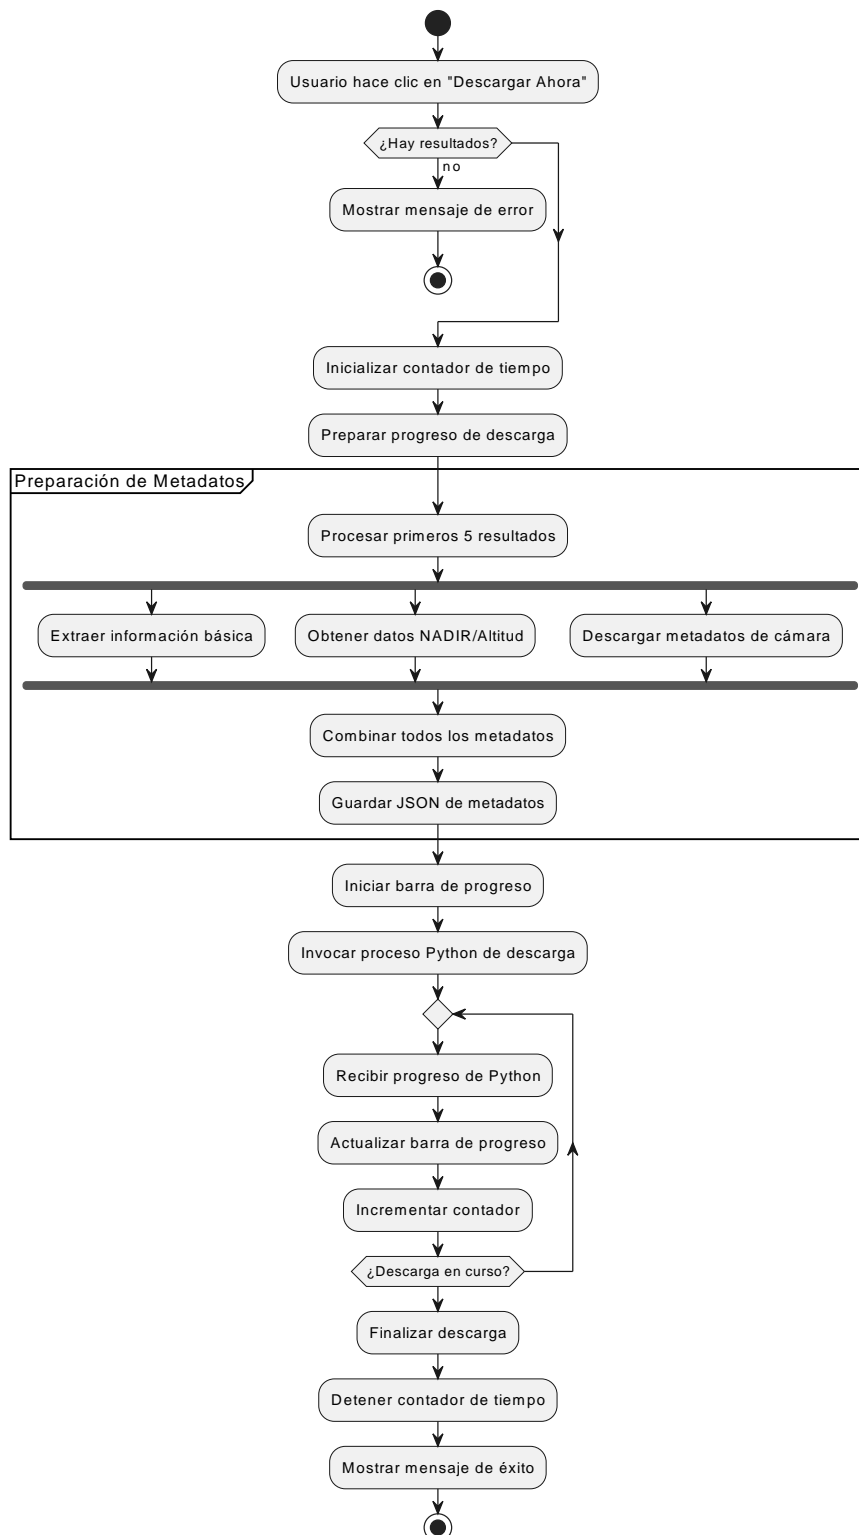 Usuario hace clic en "Descargar Ahora"
¿Hay resultados?
no
Mostrar mensaje de error
Inicializar contador de tiempo
Preparar progreso de descarga
Preparación de Metadatos
Procesar primeros 5 resultados
Extraer información básica
Obtener datos NADIR/Altitud
Descargar metadatos de cámara
Combinar todos los metadatos
Guardar JSON de metadatos
Iniciar barra de progreso
Invocar proceso Python de descarga
Recibir progreso de Python
Actualizar barra de progreso
Incrementar contador
¿Descarga en curso?
Finalizar descarga
Detener contador de tiempo
Mostrar mensaje de éxito